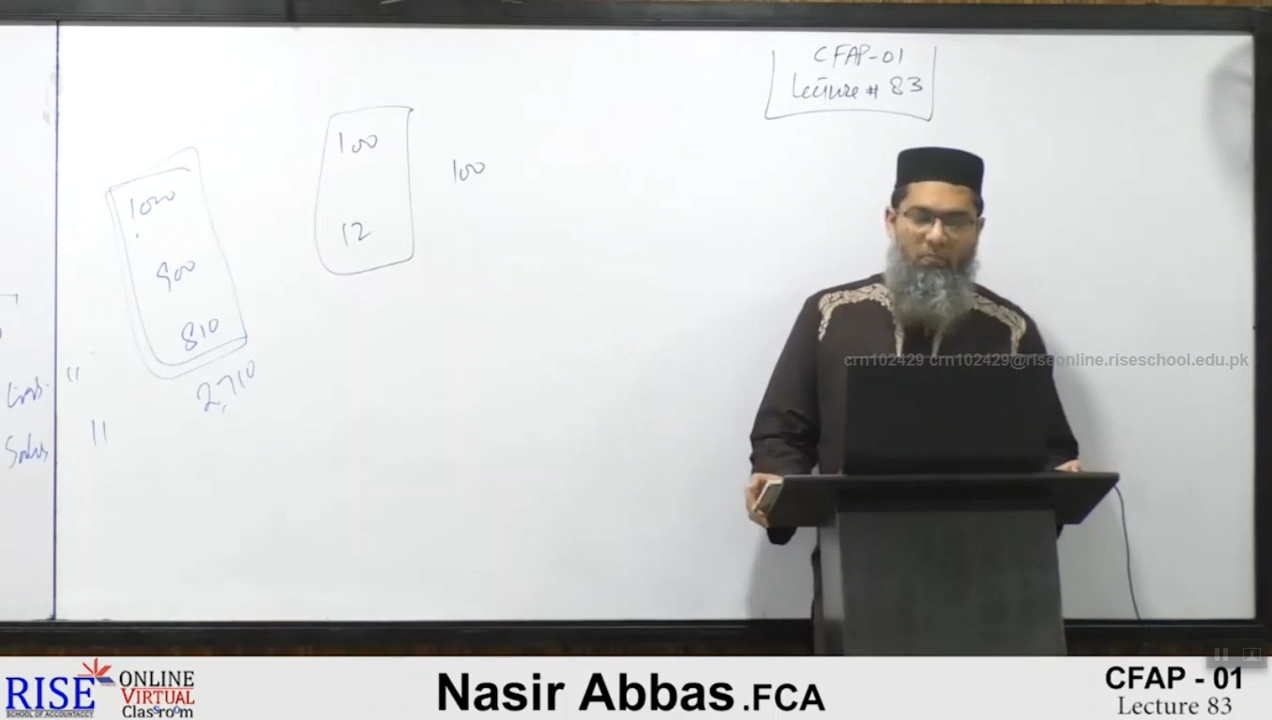 CFAP-01
Lecture # 83
100
100
12
1000
900
810
2,710
Sales
crn102429 crn102429@riseonline.riseschool.edu.pk
RISE
SCHOOL OF ACCOUNTANCY
ONLINE
VIRTUAL
Classroom
Nasir Abbas .FCA
CFAP - 01
Lecture 83